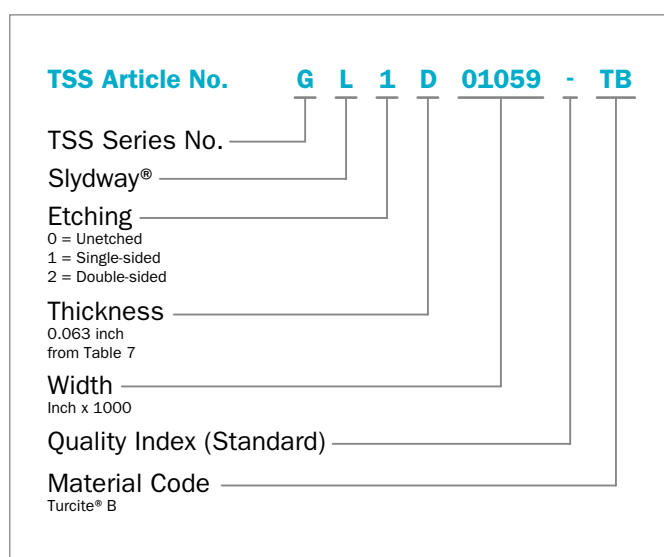 TSS Article No. G L 1 D 01059 - TB
TSS Series No.
Slydway®
Etching
0 = Unetched
1 = Single-sided
2 = Double-sided
Thickness
0.063 inch
from Table 7
Width
Inch x 1000
Quality Index (Standard)
Material Code
Turcite® B